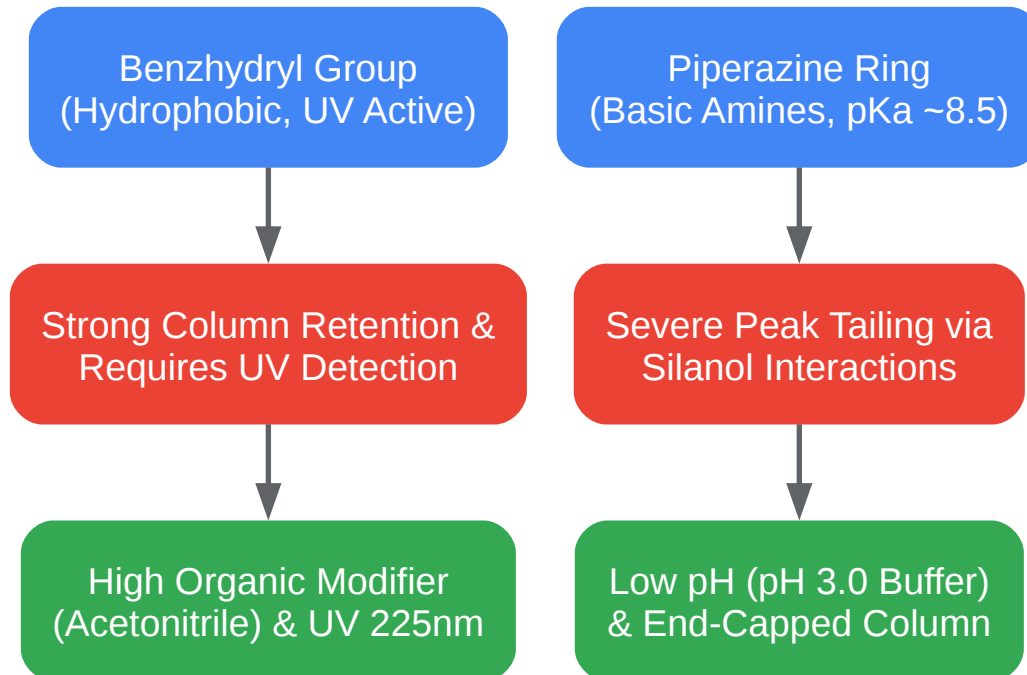 Benzhydryl Group
(Hydrophobic, UV Active)
Piperazine Ring
(Basic Amines, pKa ~8.5)
Strong Column Retention &
Requires UV Detection
Severe Peak Tailing via
Silanol Interactions
High Organic Modifier
(Acetonitrile) & UV 225nm
Low pH (pH 3.0 Buffer)
& End-Capped Column